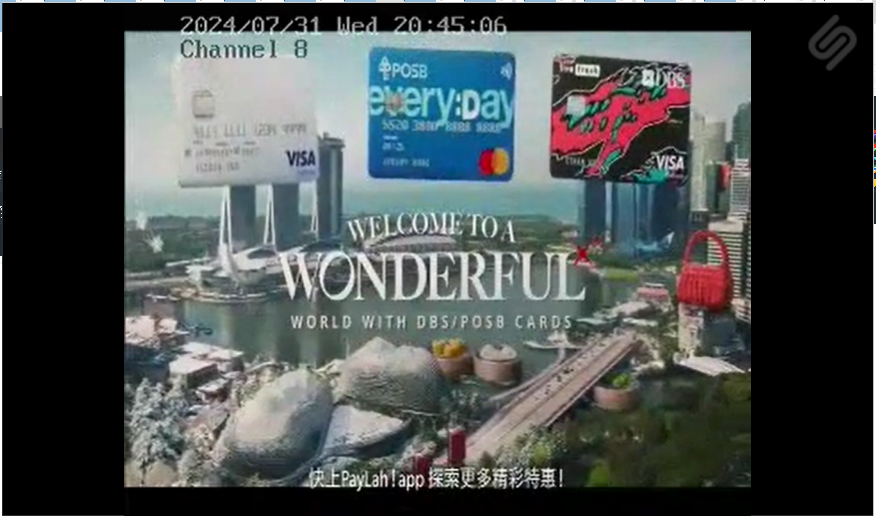 2024/07/31 Wed 20:45:06
Channel 8
POSB
every:Day
DBS
VISA
VISA
WELCOME TO A
WONDERFUL
WORLD WITH DBS/POSB CARDS
快上PayLah!app 探索更多精彩特惠!